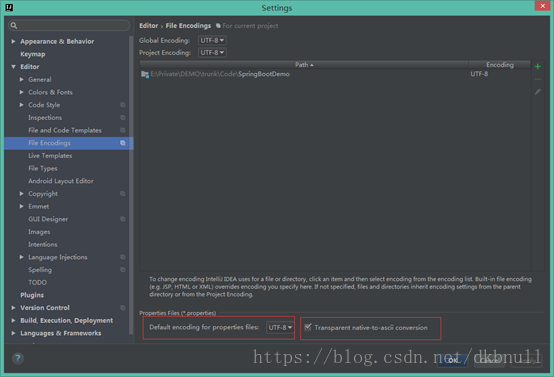 Settings
Editor › File Encodings For current project
Global Encoding: UTF-8
Project Encoding: UTF-8
Path Encoding
E:\Private\DEMO\trunk\Code\SpringBootDemo UTF-8
Appearance & Behavior
Keymap
Editor
General
Colors & Fonts
Code Style
Inspections
File and Code Templates
File Encodings
Live Templates
File Types
Android Layout Editor
Copyright
Emmet
GUI Designer
Images
Intentions
Language Injections
Spelling
TODO
Plugins
Version Control
Build, Execution, Deployment
Languages & Frameworks
To change encoding IntelliJ IDEA uses for a file or directory, click an item and then select encoding from the encoding list. Built-in file encoding
(e.g. JSP, HTML or XML) overrides encoding you specify here. If not specified, files and directories inherit encoding settings from the parent
directory or from the Project Encoding.
Properties Files (*.properties)
Default encoding for properties files: UTF-8 Transparent native-to-ascii conversion
OK
https://blog.csdn.net/dkbnull